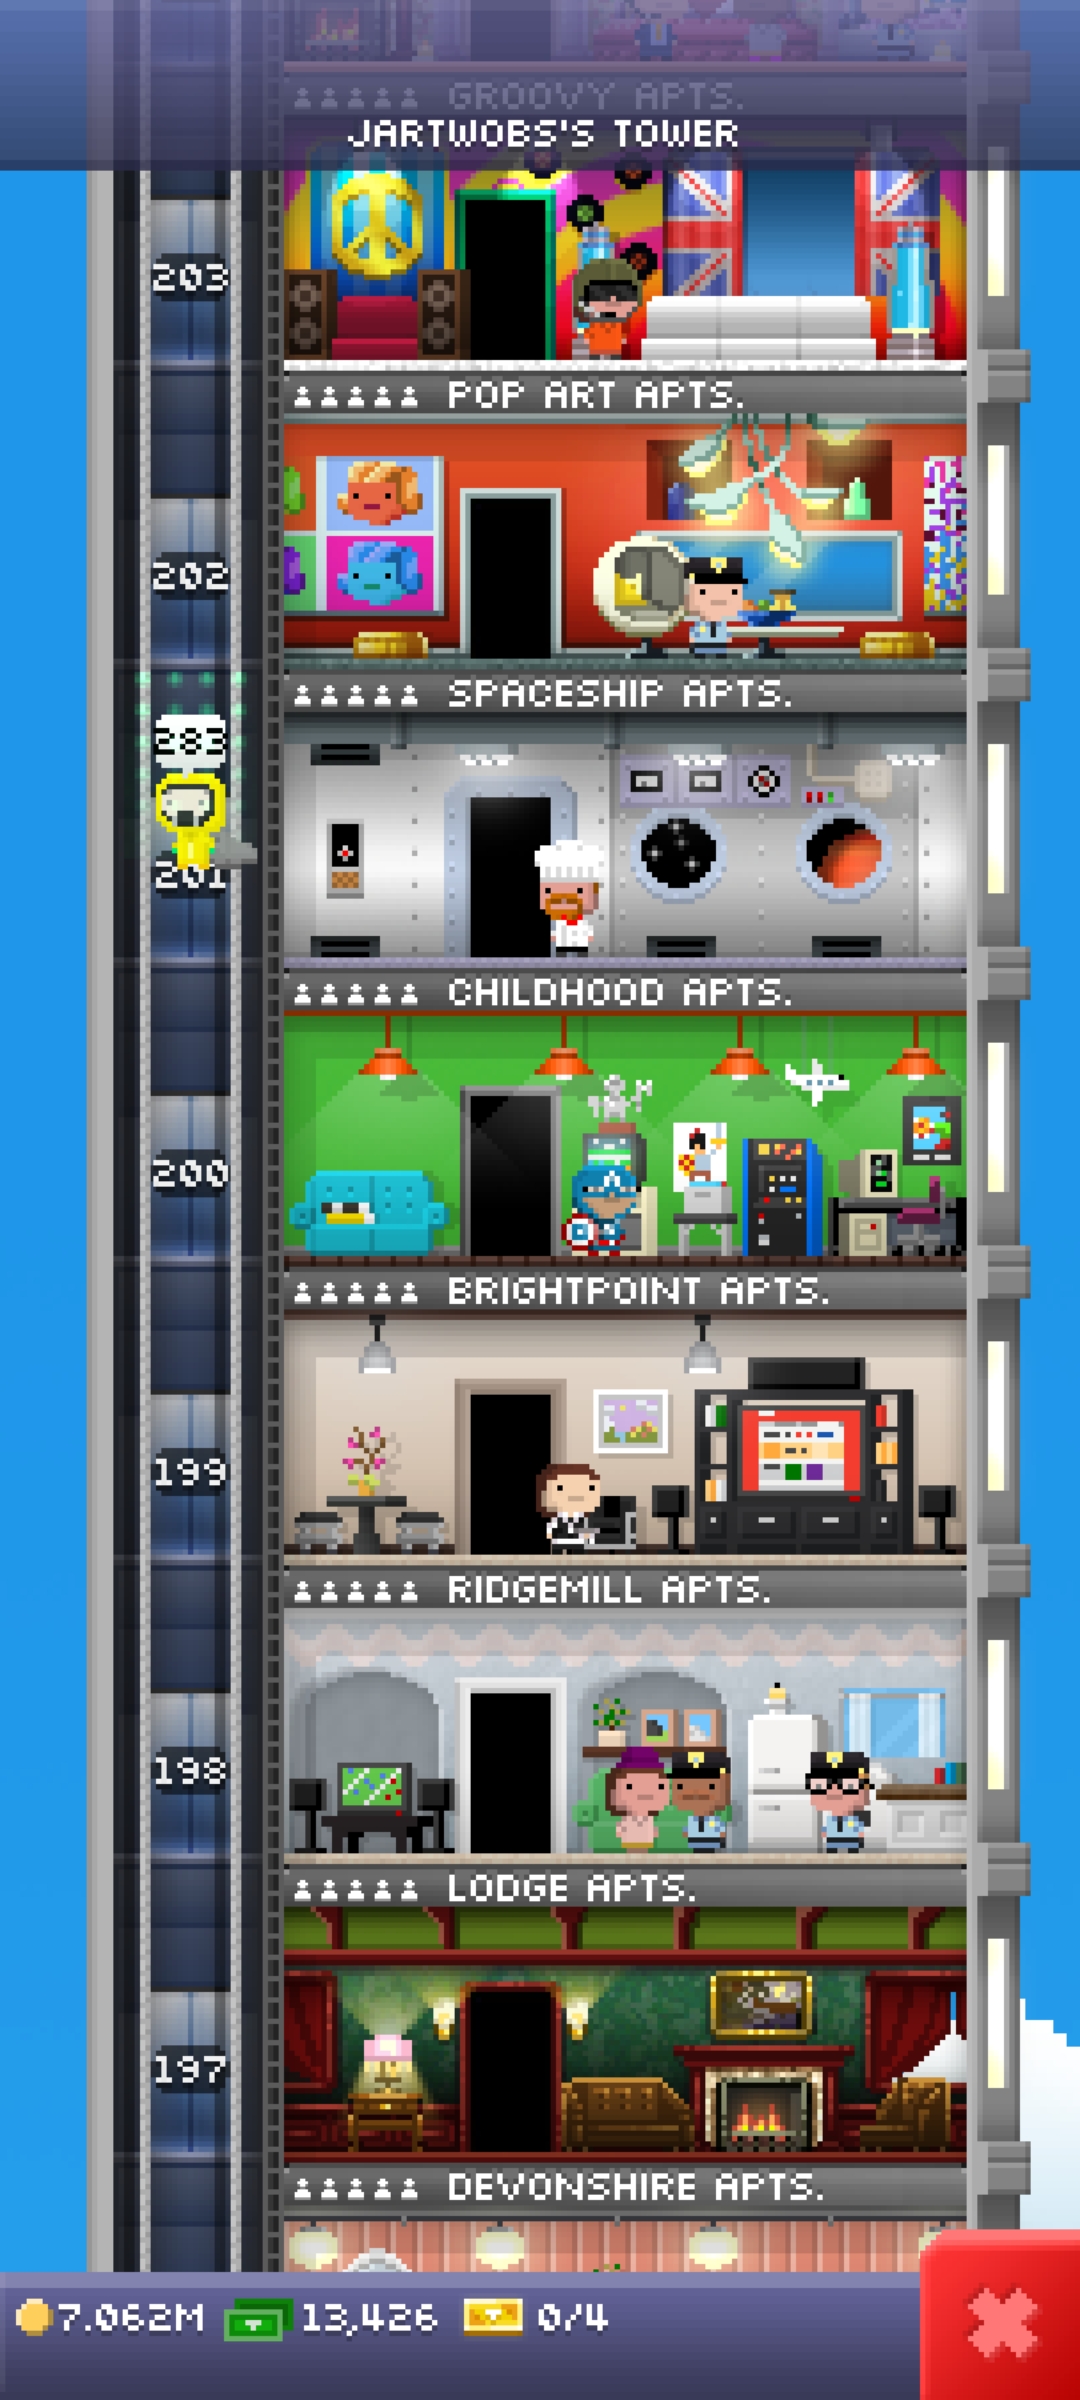 GROOVY APTS.
JARTWOBS'S TOWER
203
POP ART APTS.
202
SPACESHIP APTS.
283
201
CHILDHOOD APTS.
200
BRIGHTPOINT APTS.
199
RIDGEMILL APTS.
198
LODGE APTS.
197
DEVONSHIRE APTS.
7.062M 13,426 0/4